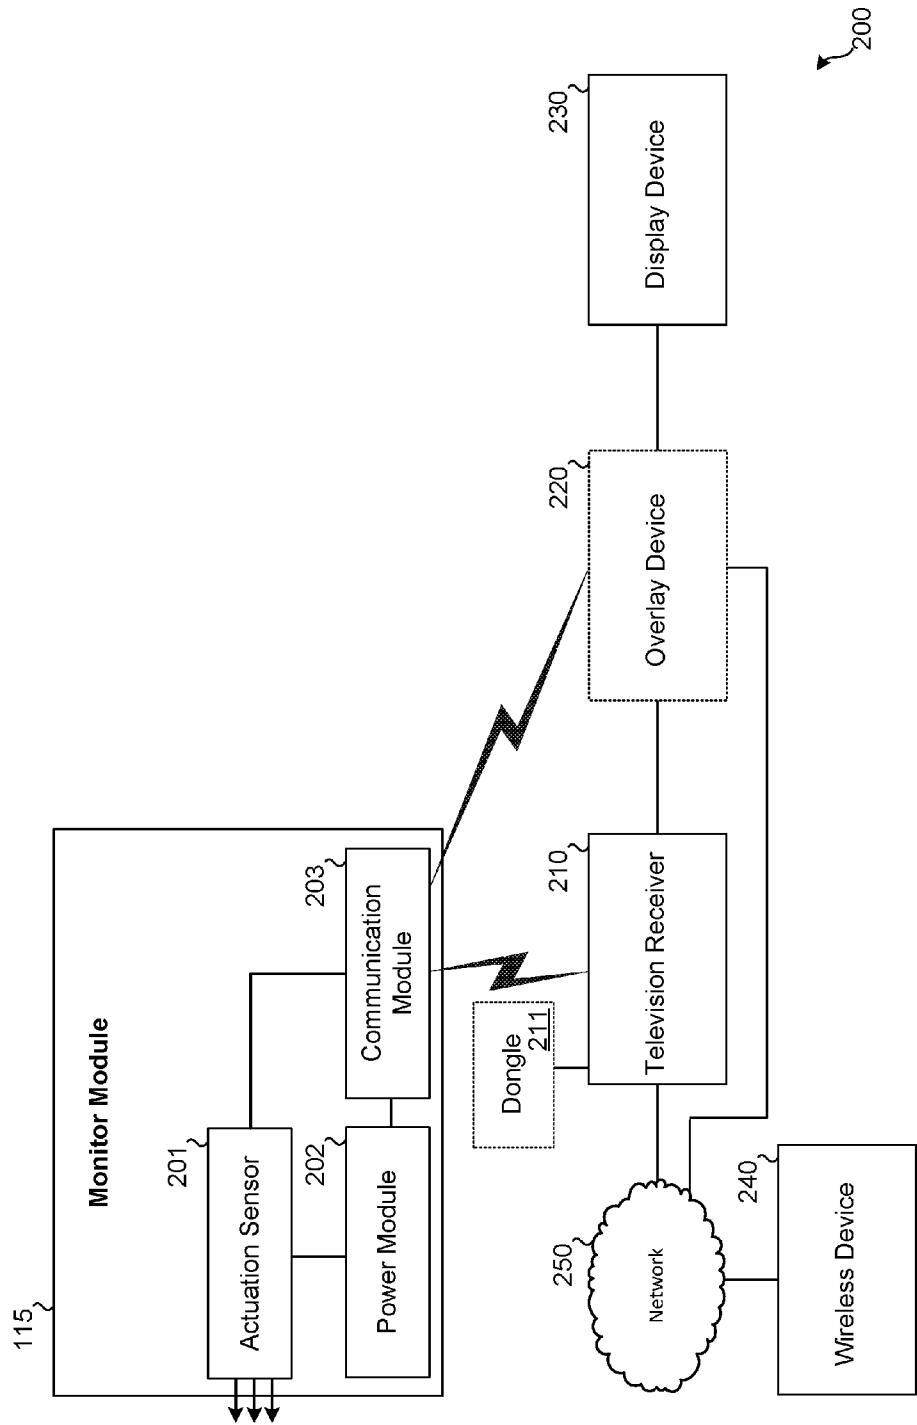 115
Monitor Module
201
Actuation Sensor
202
Power Module
203
Communication
Module
Dongle
211
250
Network
210
Television Receiver
220
Overlay Device
230
Display Device
240
Wireless Device
200